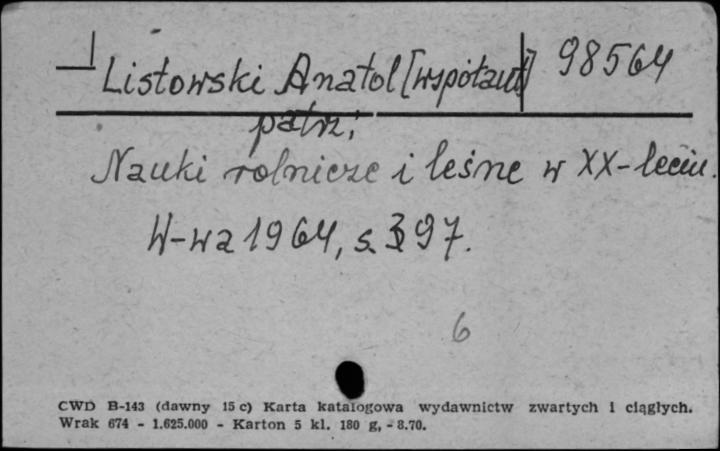 Listowski Anatol [współaut] 98564
patrz:
Nauki rolnicze i leśne w XX-leciu.
W-wa 1964, s. 397.
6
CWD B-143 (dawny 15 c) Karta katalogowa wydawnictw zwartych i ciągłych.
Wrak 674 - 1.625.000 - Karton 5 kl. 180 g, - 8.70.